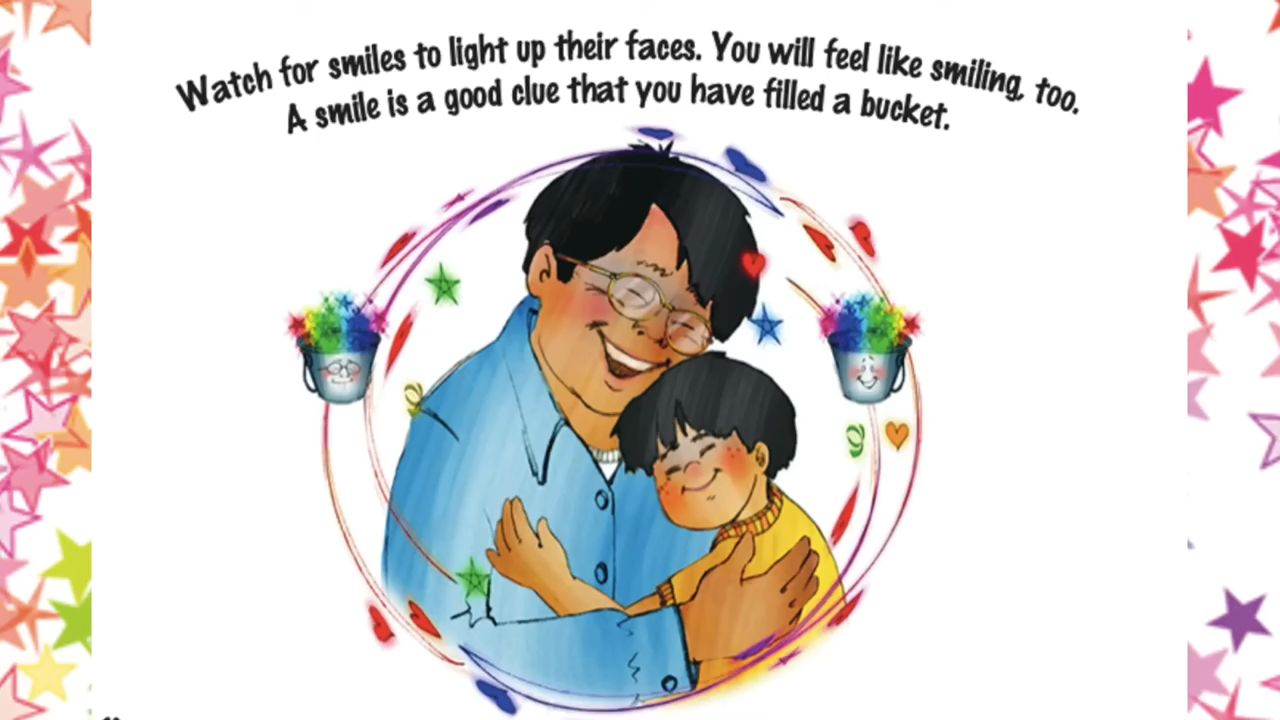 Watch for smiles to light up their faces. You will feel like smiling, too.
A smile is a good clue that you have filled a bucket.